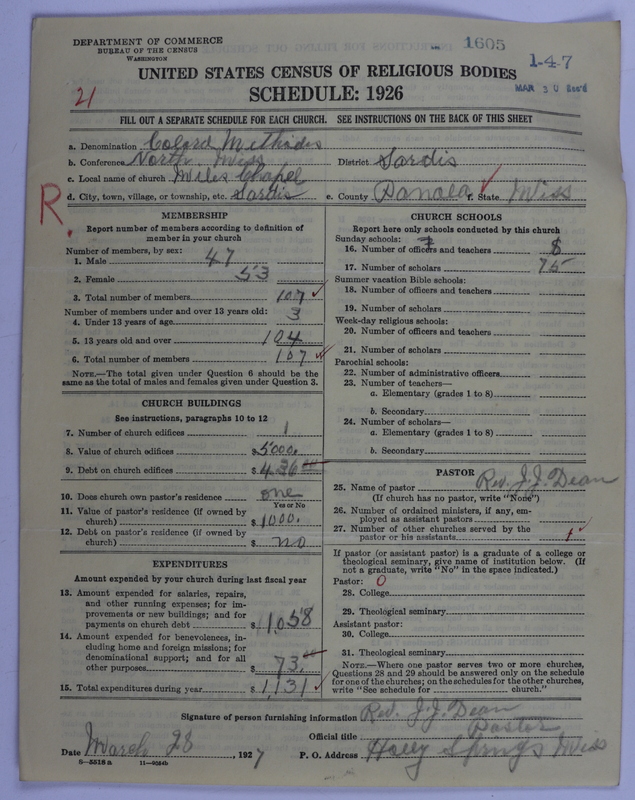 DEPARTMENT OF COMMERCE
BUREAU OF THE CENSUS
WASHINGTON
1605
1-4-7
MAR 30 Rec'd
UNITED STATES CENSUS OF RELIGIOUS BODIES
SCHEDULE: 1926
21
FILL OUT A SEPARATE SCHEDULE FOR EACH CHURCH. SEE INSTRUCTIONS ON THE BACK OF THIS SHEET
a. Denomination Colard Methodis
b. Conference North Miss District Sardis
c. Local name of church Miles Chapel
d. City, town, village, or township, etc. Sardis e. County Panala f. State Miss
R.
MEMBERSHIP
Report number of members according to definition of
member in your church
Number of members, by sex:
1. Male 47
2. Female 53
3. Total number of members 107
Number of members under and over 13 years old:
4. Under 13 years of age 3
5. 13 years old and over 104
6. Total number of members 107
NOTE.—The total given under Question 6 should be the
same as the total of males and females given under Question 3.
CHURCH BUILDINGS
See instructions, paragraphs 10 to 12
7. Number of church edifices 1
8. Value of church edifices $5000.
9. Debt on church edifices $436
10. Does church own pastor's residence one
Yes or No
11. Value of pastor's residence (if owned by
church) $1000.
12. Debt on pastor's residence (if owned by
church) $ no
EXPENDITURES
Amount expended by your church during last fiscal year
13. Amount expended for salaries, repairs,
and other running expenses; for im-
provements or new buildings; and for
payments on church debt $1,058
14. Amount expended for benevolences, in-
cluding home and foreign missions; for
denominational support; and for all
other purposes $73.
15. Total expenditures during year $1,131
CHURCH SCHOOLS
Report here only schools conducted by this church
Sunday schools:
16. Number of officers and teachers 8
17. Number of scholars 75
Summer vacation Bible schools:
18. Number of officers and teachers
19. Number of scholars
Week-day religious schools:
20. Number of officers and teachers
21. Number of scholars
Parochial schools:
22. Number of administrative officers
23. Number of teachers—
a. Elementary (grades 1 to 8)
b. Secondary
24. Number of scholars—
a. Elementary (grades 1 to 8)
b. Secondary
PASTOR
25. Name of pastor Rev. J.J. Dean
(If church has no pastor, write "None")
26. Number of ordained ministers, if any, em-
ployed as assistant pastors
27. Number of other churches served by the
pastor or his assistants 1
If pastor (or assistant pastor) is a graduate of a college or
theological seminary, give name of institution below. (If
not a graduate, write "No" in the space indicated.)
Pastor: 0
28. College
29. Theological seminary
Assistant pastor:
30. College
31. Theological seminary
NOTE.—Where one pastor serves two or more churches,
Questions 28 and 29 should be answered only on the schedule
for one of the churches; on the schedules for the other churches,
write "See schedule for church."
Signature of person furnishing information Rev. J.J. Dean
Official title Pastor
Date March 28, 1927 P. O. Address Holly Springs Miss
8—5518 a 11—9054b